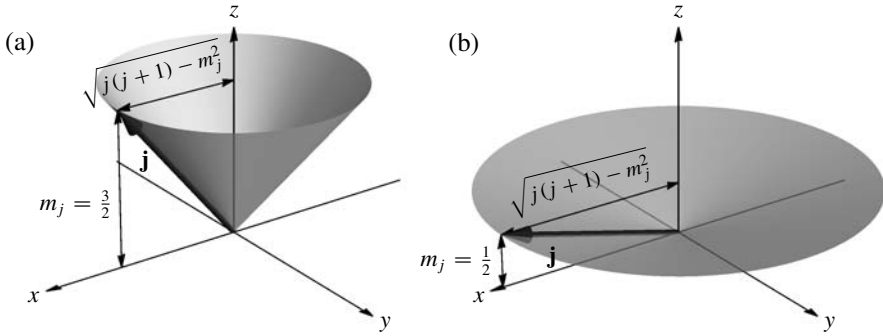 (a)
z
√j(j + 1) − m_j^2
j
m_j = 3/2
x
y
(b)
z
√j(j + 1) − m_j^2
m_j = 1/2
j
x
y